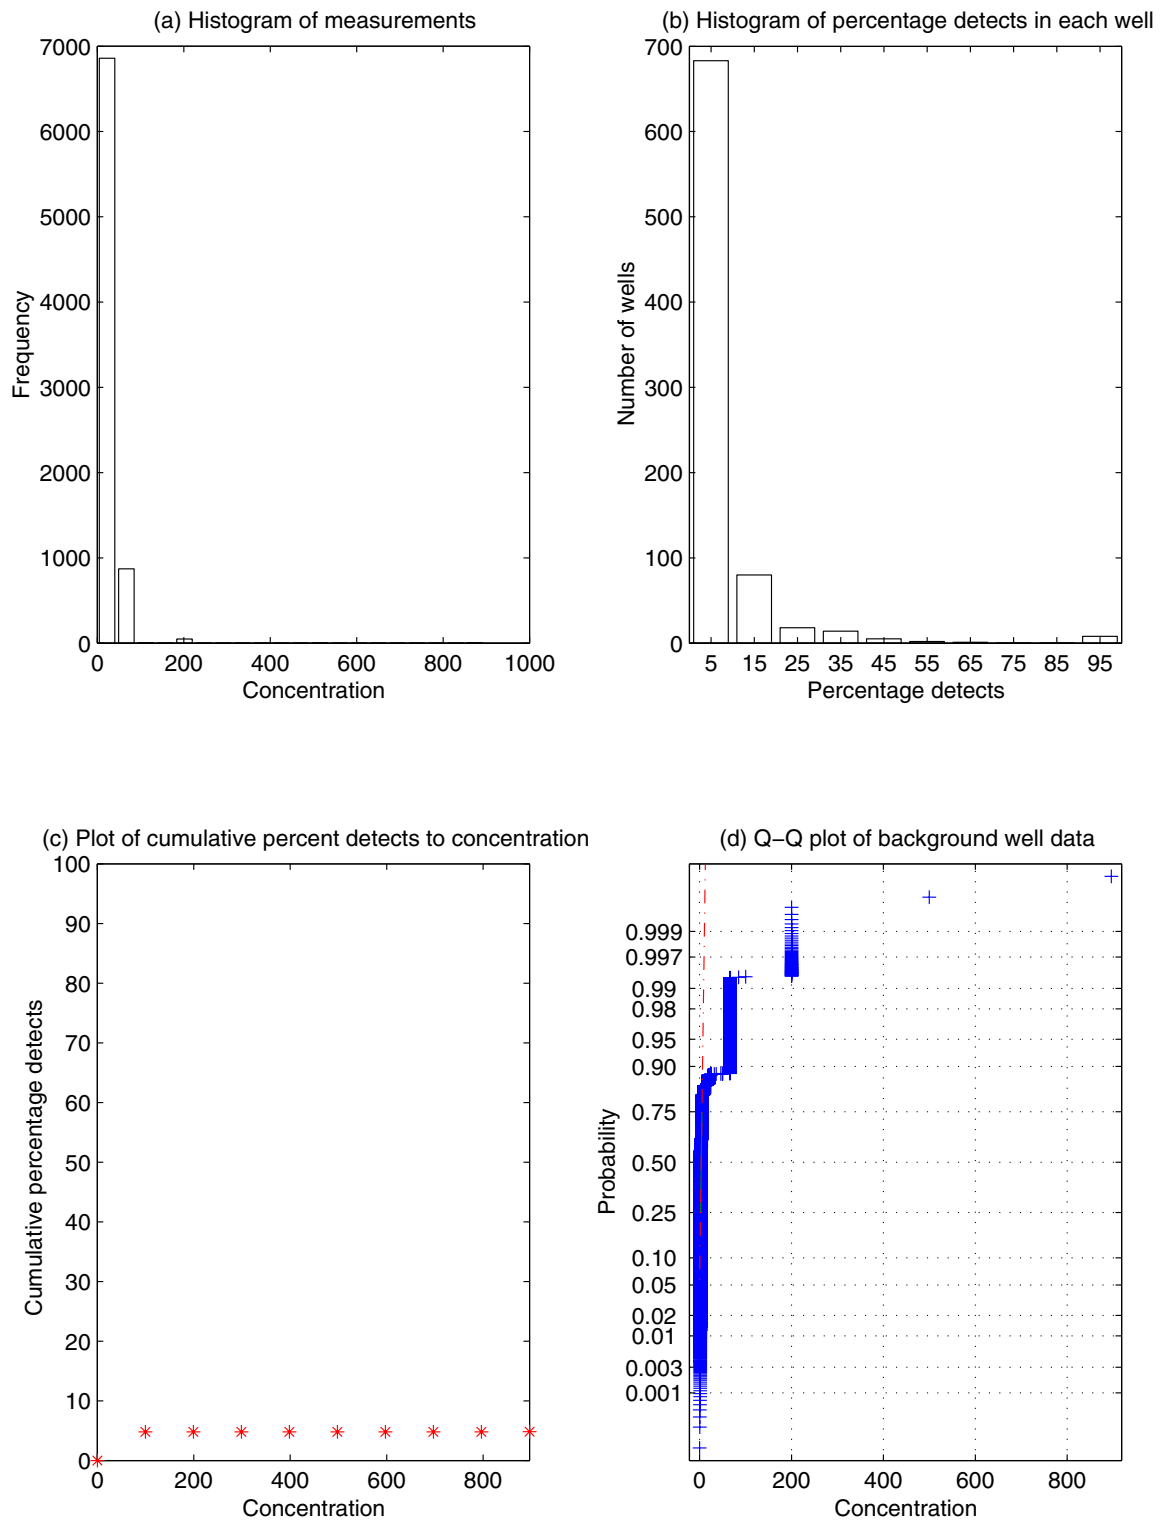 (a) Histogram of measurements
7000
6000
5000
4000
3000
2000
1000
0
Frequency
0 200 400 600 800 1000
Concentration
(b) Histogram of percentage detects in each well
700
600
500
400
300
200
100
0
Number of wells
5 15 25 35 45 55 65 75 85 95
Percentage detects
(c) Plot of cumulative percent detects to concentration
100
90
80
70
60
50
40
30
20
10
0
Cumulative percentage detects
0 200 400 600 800
Concentration
(d) Q−Q plot of background well data
0.999
0.997
0.99
0.98
0.95
0.90
0.75
0.50
0.25
0.10
0.05
0.02
0.01
0.003
0.001
Probability
0 200 400 600 800
Concentration